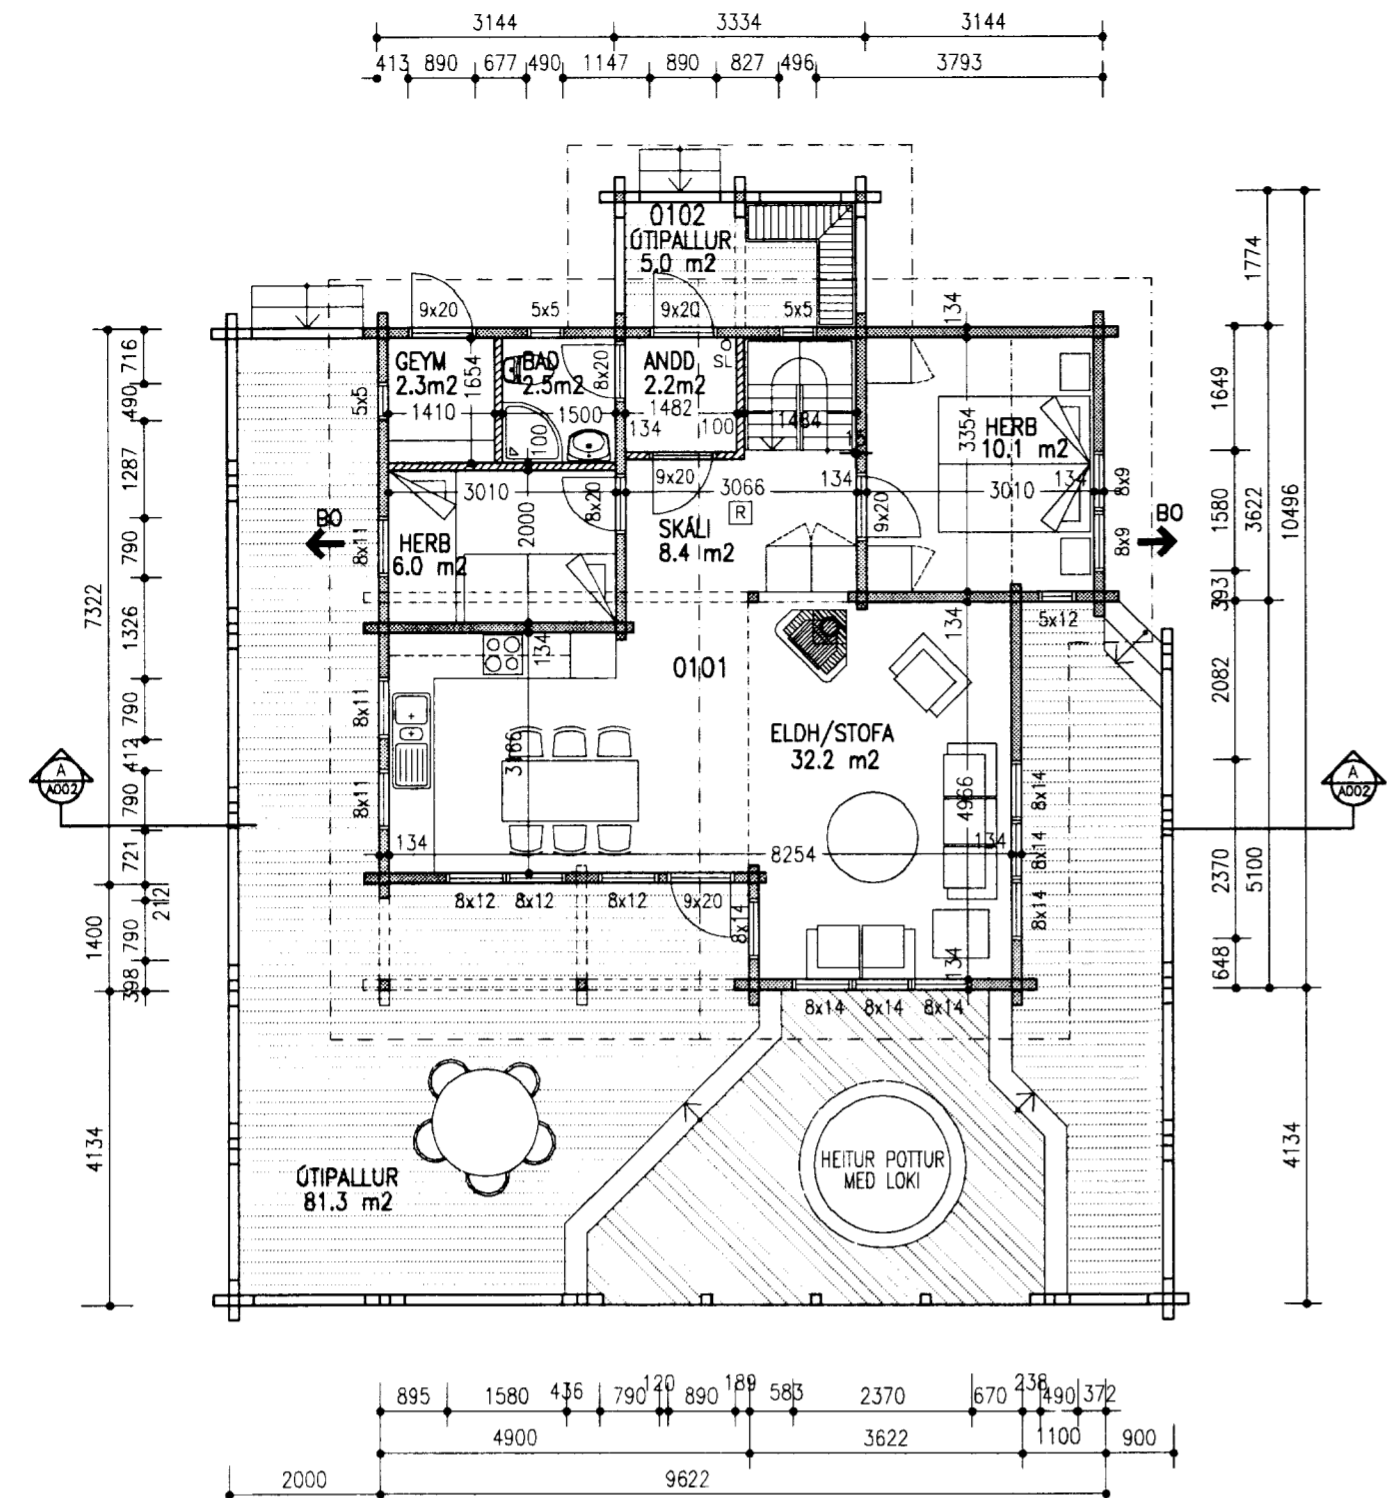 3144 3334 3144
413 890 677 490 1147 890 827 496 3793
0102
ÚTIPALLUR
5.0 m2
9x20 5x5 9x20 5x5 134
GEYM
2.3m2
1654
1410
BAD
2.5m2
8x20
1500
100
ANDD
2.2m2
1482
134 100
SL
1484
HERB
10.1 m2
3354
3010 134
5x5
3010
9x20
3066
134
9x20
8x9
8x9
HERB
6.0 m2
2000
8x20
8x11
SKÁLI
8.4 m2
R
BO
BO
134
134
5x12
0101
ELDH/STOFA
32.2 m2
3166
8x11
8x11
4966
134
8254
134
8x14
8x14
8x14
8x12 8x12 8x12 9x20
8x14
134
8x14 8x14 8x14
ÚTIPALLUR
81.3 m2
HEITUR POTTUR
MED LOKI
A
A002
A
A002
716
490
1287
790
1326
790
412
790
721
212
790
398
7322
1400
4134
1774
1649
1580
393
2082
2370
648
3622
5100
10496
4134
895 1580 436 790 120 890 189 583 2370 670 238 490 372
4900 3622 1100 900
2000 9622